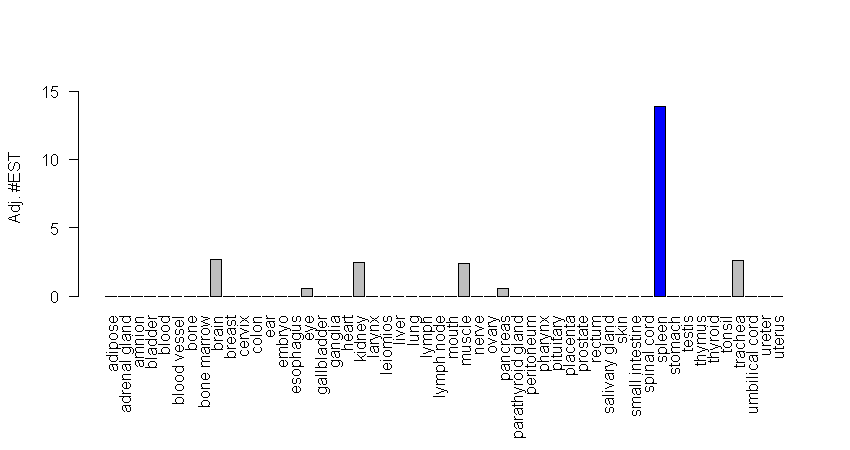 Adj. #EST
15
10
5
0
adipose
adrenal gland
amnion
bladder
blood
blood vessel
bone
bone marrow
brain
breast
cervix
colon
ear
embryo
esophagus
eye
gallbladder
ganglia
heart
kidney
larynx
leiomios
liver
lung
lymph
lymph node
mouth
muscle
nerve
ovary
pancreas
parathyroid gland
peritoneum
pharynx
pituitary
placenta
prostate
rectum
salivary gland
skin
small intestine
spinal cord
spleen
stomach
testis
thymus
thyroid
tonsil
trachea
umbilical cord
ureter
uterus